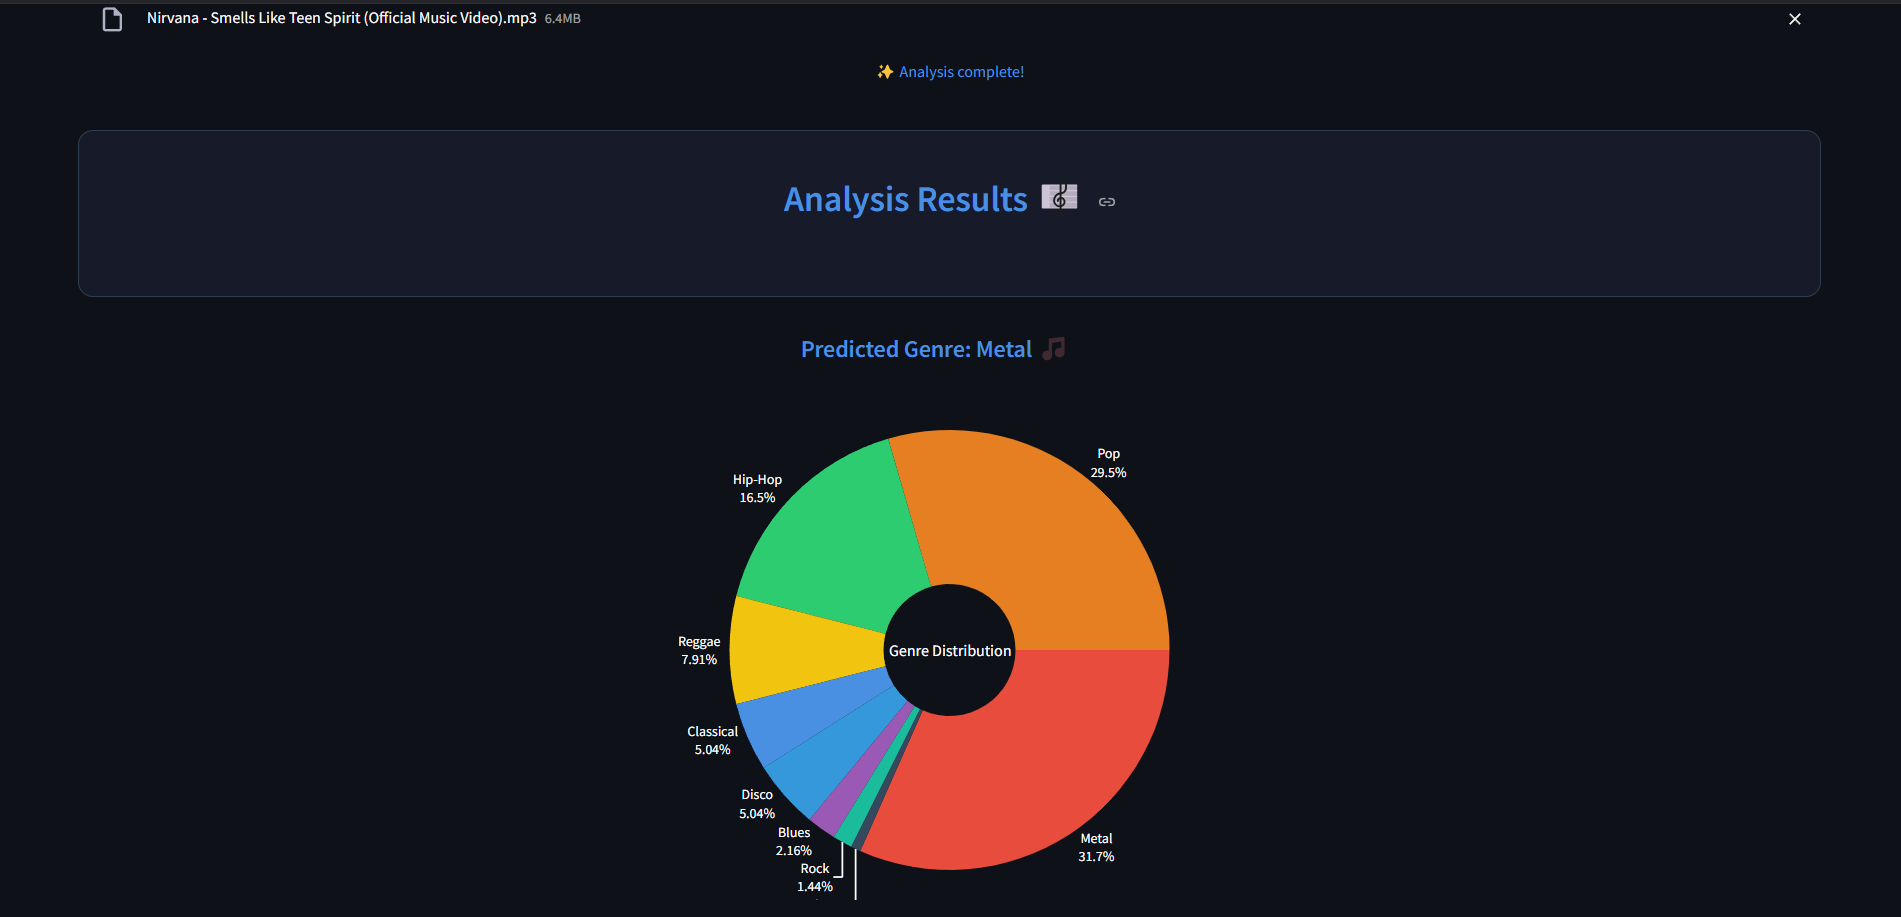 Nirvana - Smells Like Teen Spirit (Official Music Video).mp3 6.4MB
✨ Analysis complete!
Analysis Results
Predicted Genre: Metal
Pop
29.5%
Hip-Hop
16.5%
Reggae
7.91%
Genre Distribution
Classical
5.04%
Disco
5.04%
Blues
2.16%
Rock
1.44%
Metal
31.7%